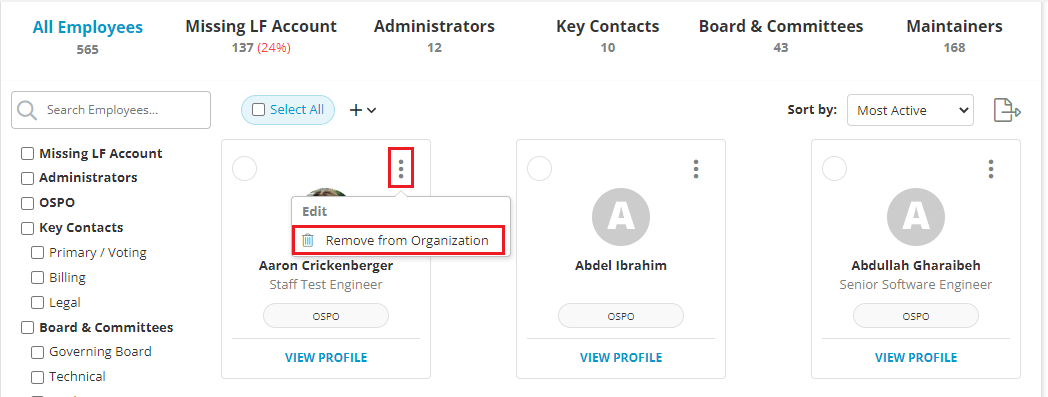 All Employees
565
Missing LF Account
137 (24%)
Administrators
12
Key Contacts
10
Board & Committees
43
Maintainers
168
Search Employees...
Select All
Sort by:
Most Active
Missing LF Account
Administrators
OSPO
Key Contacts
Primary / Voting
Billing
Legal
Board & Committees
Governing Board
Technical
Edit
Remove from Organization
Aaron Crickenberger
Staff Test Engineer
OSPO
VIEW PROFILE
A
Abdel Ibrahim
OSPO
VIEW PROFILE
A
Abdullah Gharaibeh
Senior Software Engineer
OSPO
VIEW PROFILE